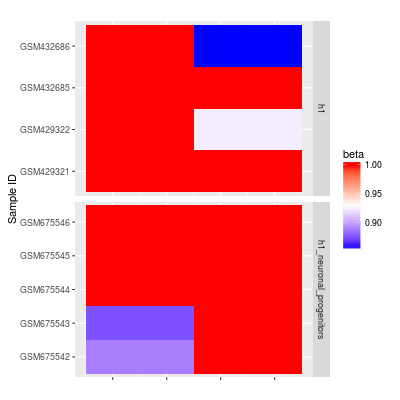 GSM432686
GSM432685
GSM429322
GSM429321
h1
GSM675546
GSM675545
GSM675544
GSM675543
GSM675542
h1_neuronal_progenitors
Sample ID
beta
1.00
0.95
0.90